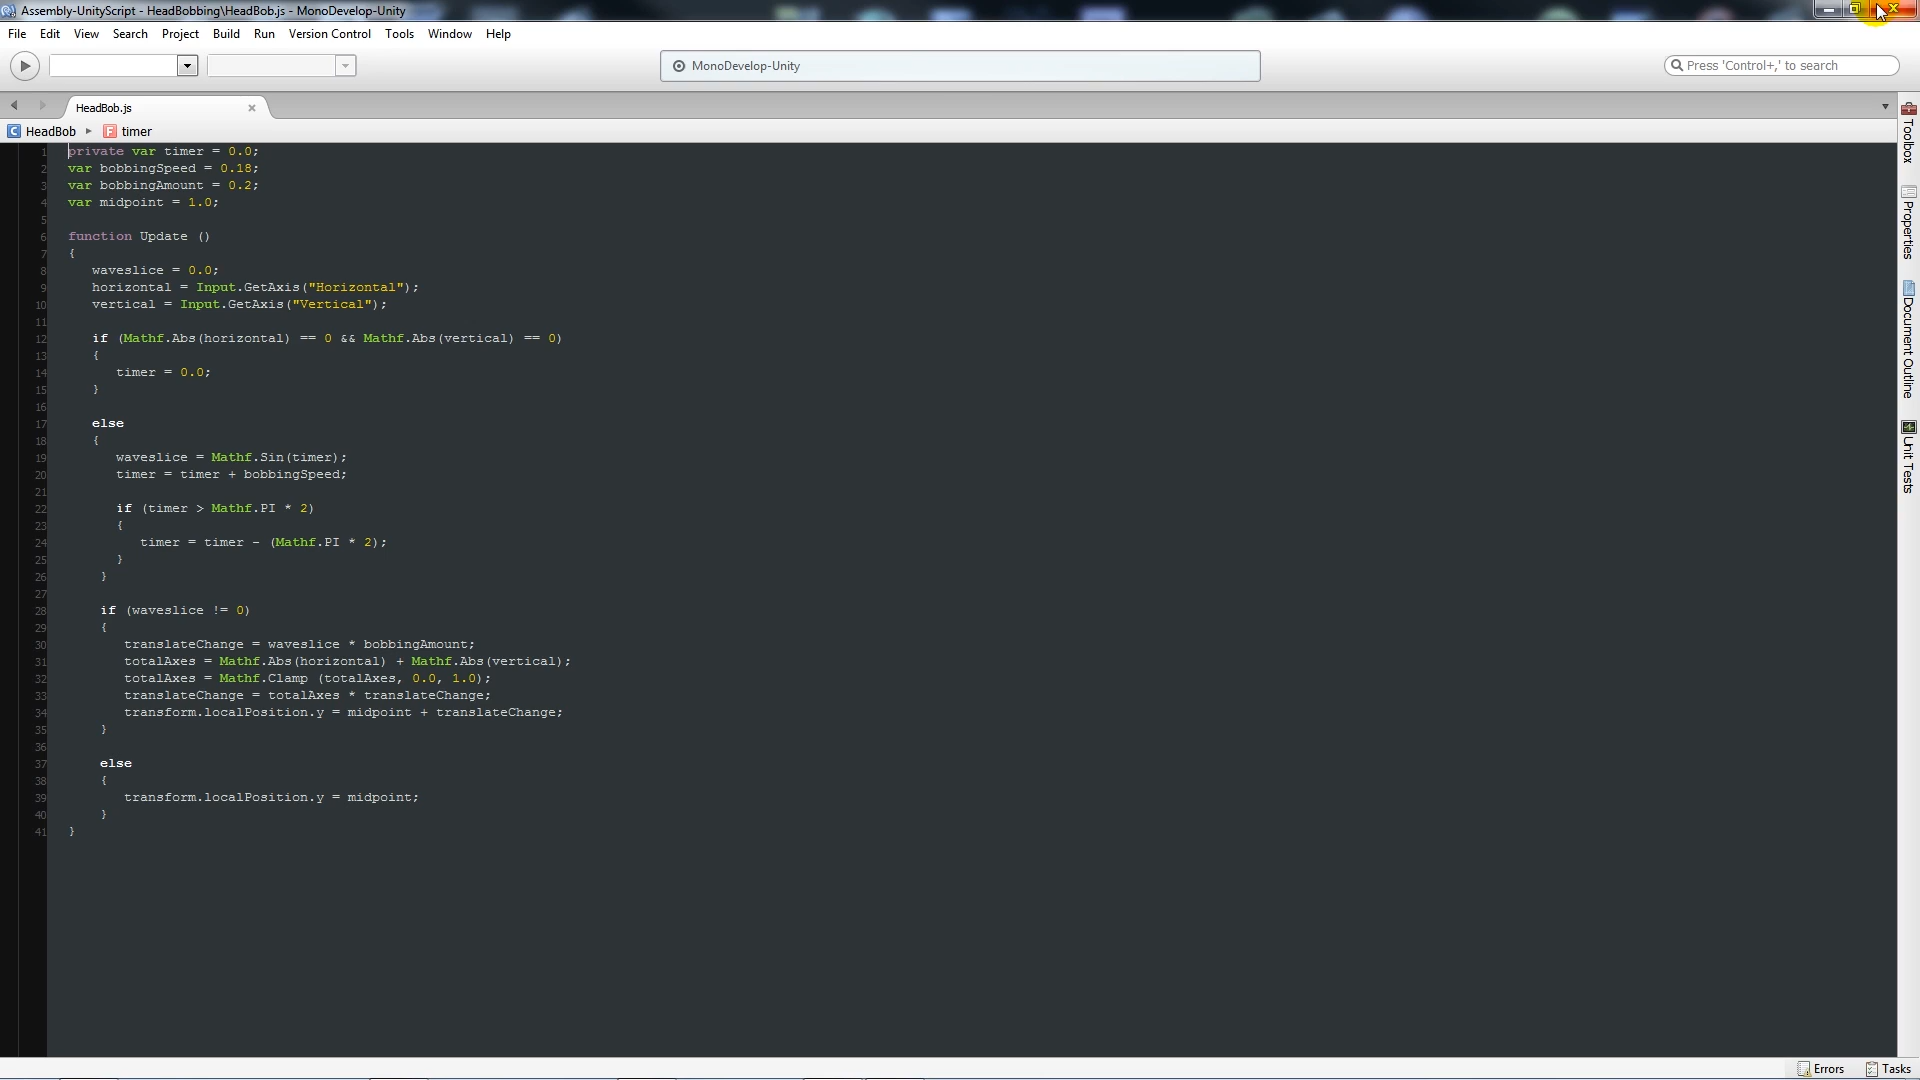 Assembly-UnityScript - HeadBobbing\HeadBob.js - MonoDevelop-Unity
File Edit View Search Project Build Run Version Control Tools Window Help
MonoDevelop-Unity
Press 'Control+,' to search
HeadBob.js
HeadBob timer
1 private var timer = 0.0;
2 var bobbingSpeed = 0.18;
3 var bobbingAmount = 0.2;
4 var midpoint = 1.0;
5
6 function Update ()
7 {
8 waveslice = 0.0;
9 horizontal = Input.GetAxis("Horizontal");
10 vertical = Input.GetAxis("Vertical");
11
12 if (Mathf.Abs(horizontal) == 0 && Mathf.Abs(vertical) == 0)
13 {
14 timer = 0.0;
15 }
16
17 else
18 {
19 waveslice = Mathf.Sin(timer);
20 timer = timer + bobbingSpeed;
21
22 if (timer > Mathf.PI * 2)
23 {
24 timer = timer - (Mathf.PI * 2);
25 }
26 }
27
28 if (waveslice != 0)
29 {
30 translateChange = waveslice * bobbingAmount;
31 totalAxes = Mathf.Abs(horizontal) + Mathf.Abs(vertical);
32 totalAxes = Mathf.Clamp (totalAxes, 0.0, 1.0);
33 translateChange = totalAxes * translateChange;
34 transform.localPosition.y = midpoint + translateChange;
35 }
36
37 else
38 {
39 transform.localPosition.y = midpoint;
40 }
41 }
Toolbox
Properties
Document Outline
Unit Tests
Errors Tasks